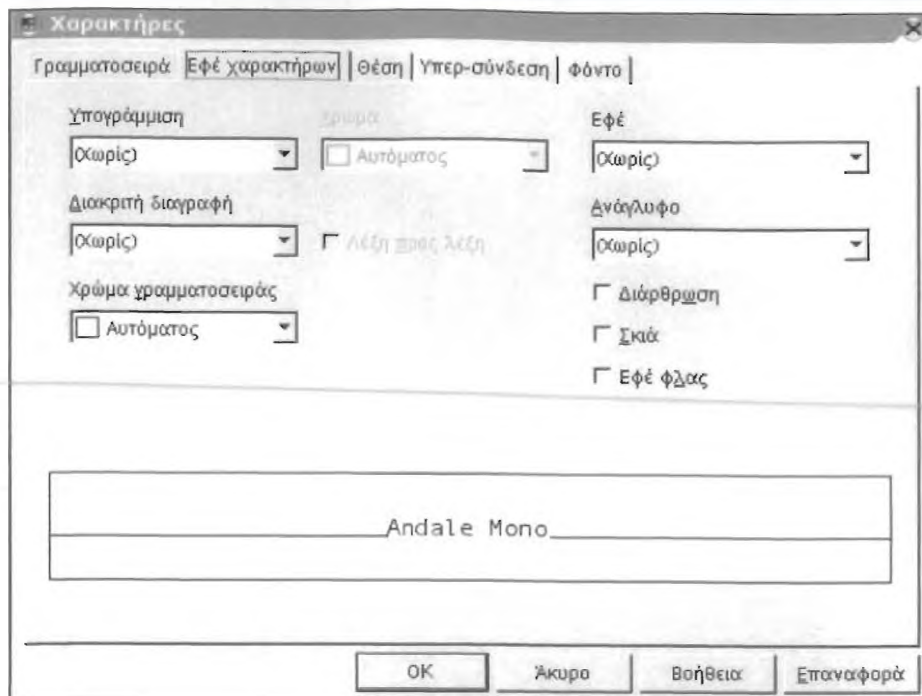 Χαρακτήρες
Γραμματοσειρά Εφέ χαρακτήρων Θέση Υπερ-σύνδεση Φόντο
Υπογράμμιση Χρώμα Εφέ
(Χωρίς) Αυτόματος (Χωρίς)
Διακριτή διαγραφή Ανάγλυφο
(Χωρίς) Λέξη προς λέξη (Χωρίς)
Χρώμα γραμματοσειράς Διάρθρωση
Αυτόματος Σκιά
Εφέ φλας
Andale Mono
OK Άκυρο Βοήθεια Επαναφορά